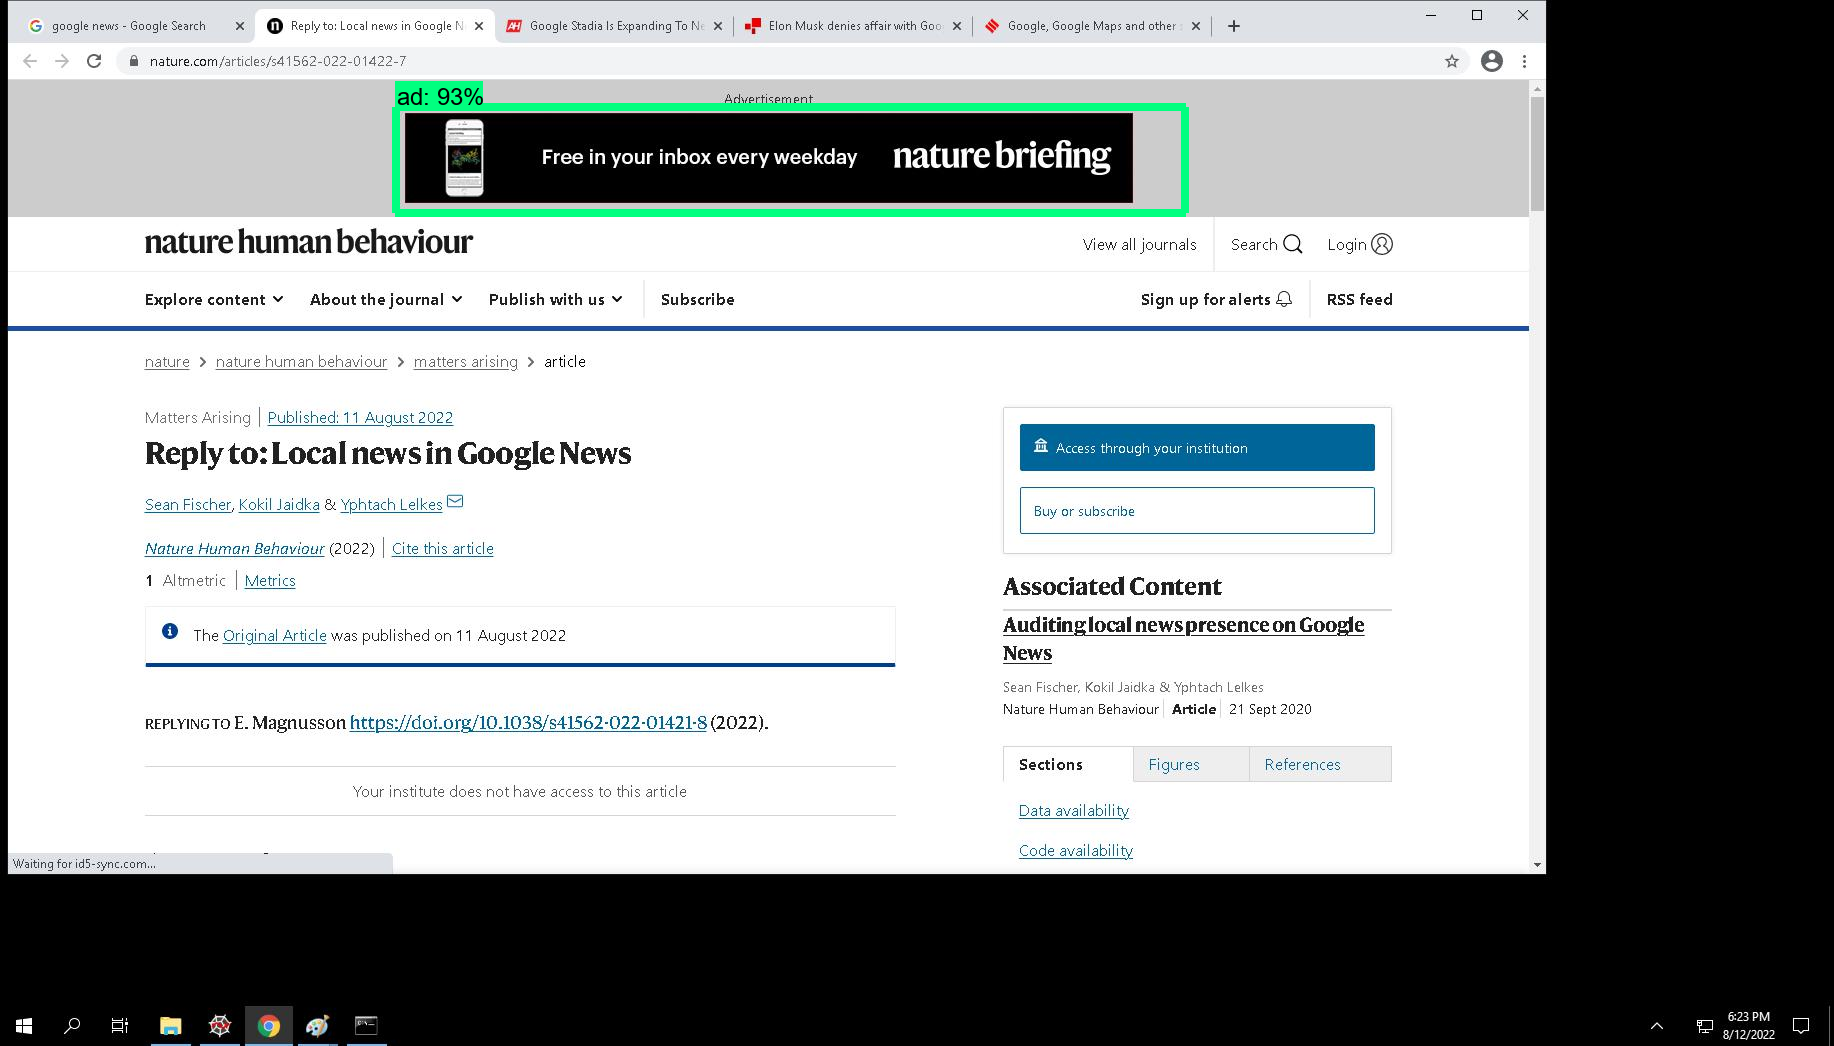 google news - Google Search
Reply to: Local news in Google N
Google Stadia Is Expanding To Ne
Elon Musk denies affair with Goo
Google, Google Maps and other s
nature.com/articles/s41562-022-01422-7
ad: 93%
Advertisement
Free in your inbox every weekday
nature briefing
nature human behaviour
View all journals
Search
Login
Explore content
About the journal
Publish with us
Subscribe
Sign up for alerts
RSS feed
nature > nature human behaviour > matters arising > article
Matters Arising | Published: 11 August 2022
Reply to: Local news in Google News
Sean Fischer, Kokil Jaidka & Yphtach Lelkes
Nature Human Behaviour (2022) | Cite this article
1 Altmetric | Metrics
The Original Article was published on 11 August 2022
REPLYING TO E. Magnusson https://doi.org/10.1038/s41562-022-01421-8 (2022).
Your institute does not have access to this article
Access through your institution
Buy or subscribe
Associated Content
Auditing local news presence on Google
News
Sean Fischer, Kokil Jaidka & Yphtach Lelkes
Nature Human Behaviour | Article | 21 Sept 2020
Sections
Figures
References
Data availability
Code availability
Waiting for id5-sync.com...
6:23 PM
8/12/2022